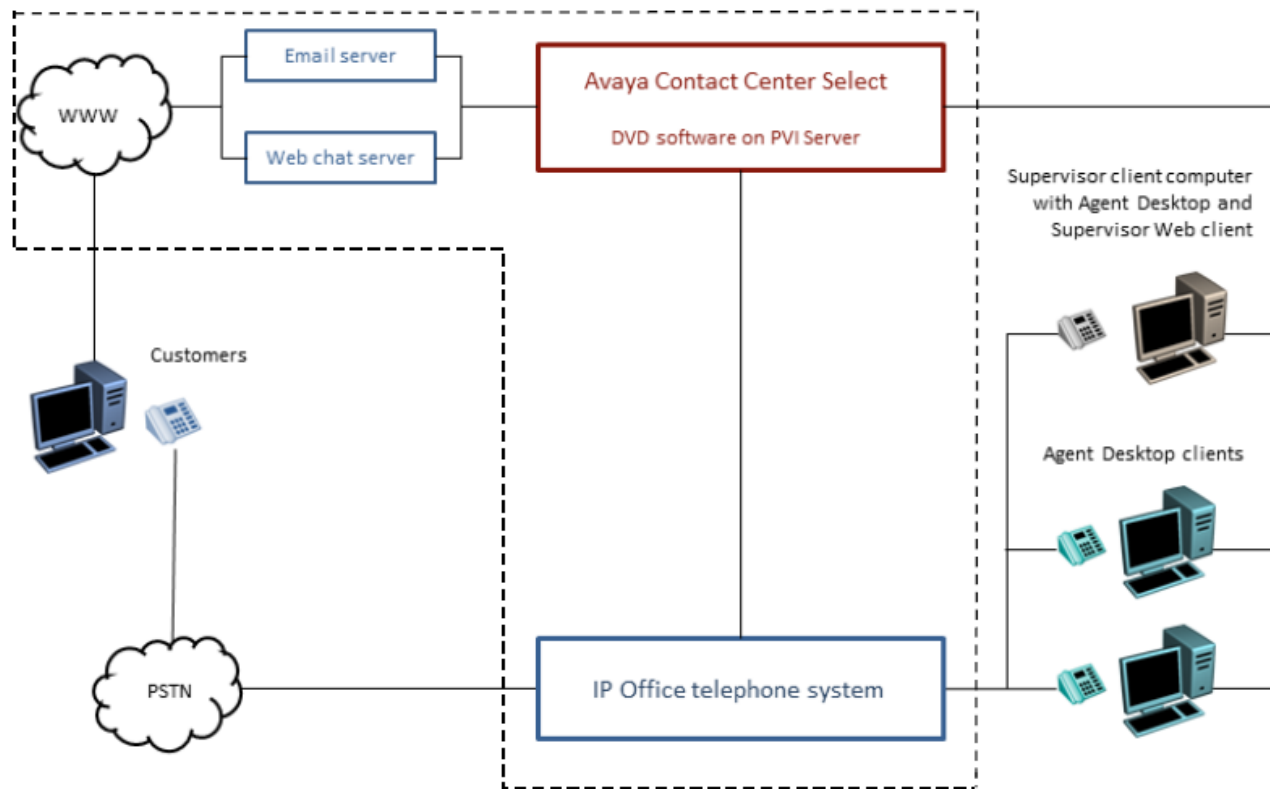 Email server
Avaya Contact Center Select
WWW
DVD software on PVI Server
Web chat server
Supervisor client computer
with Agent Desktop and
Supervisor Web client
Customers
Agent Desktop clients
PSTN
IP Office telephone system